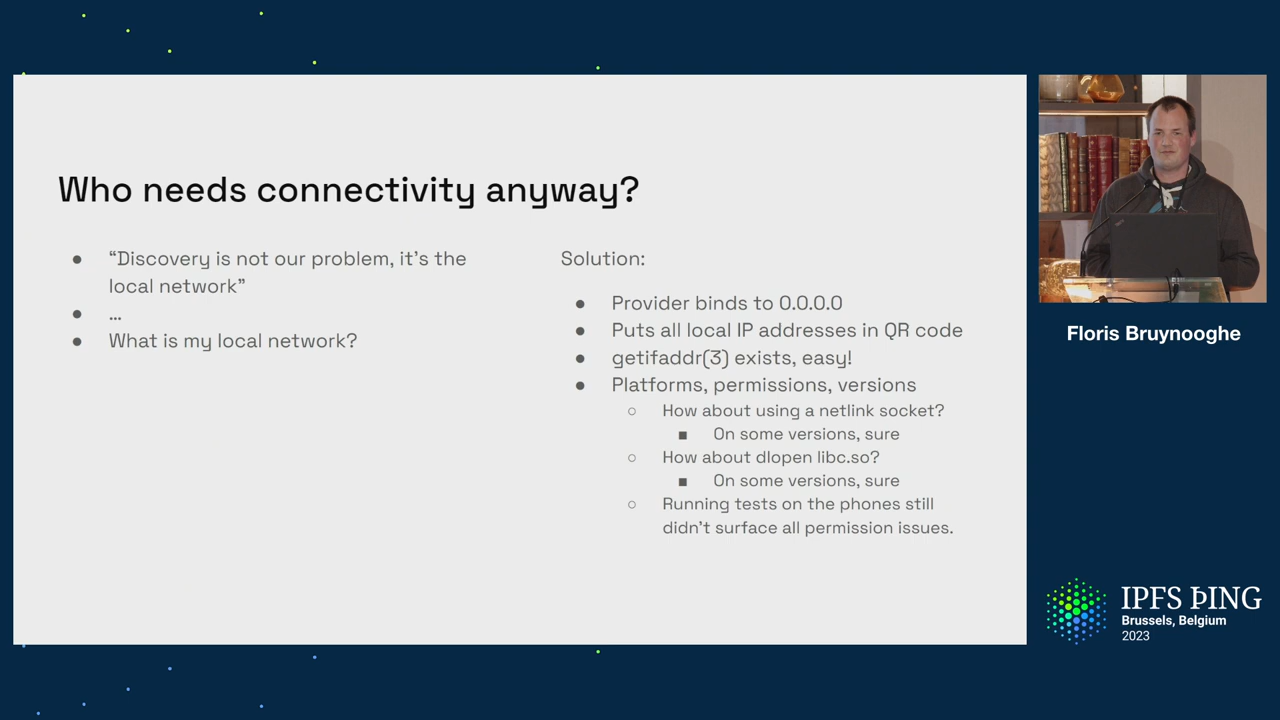 Who needs connectivity anyway?
● “Discovery is not our problem, it’s the
local network”
● …
● What is my local network?
Solution:
● Provider binds to 0.0.0.0
● Puts all local IP addresses in QR code
● getifaddr(3) exists, easy!
● Platforms, permissions, versions
○ How about using a netlink socket?
■ On some versions, sure
○ How about dlopen libc.so?
■ On some versions, sure
○ Running tests on the phones still
didn’t surface all permission issues.
Floris Bruynooghe
IPFS ÞING
Brussels, Belgium
2023